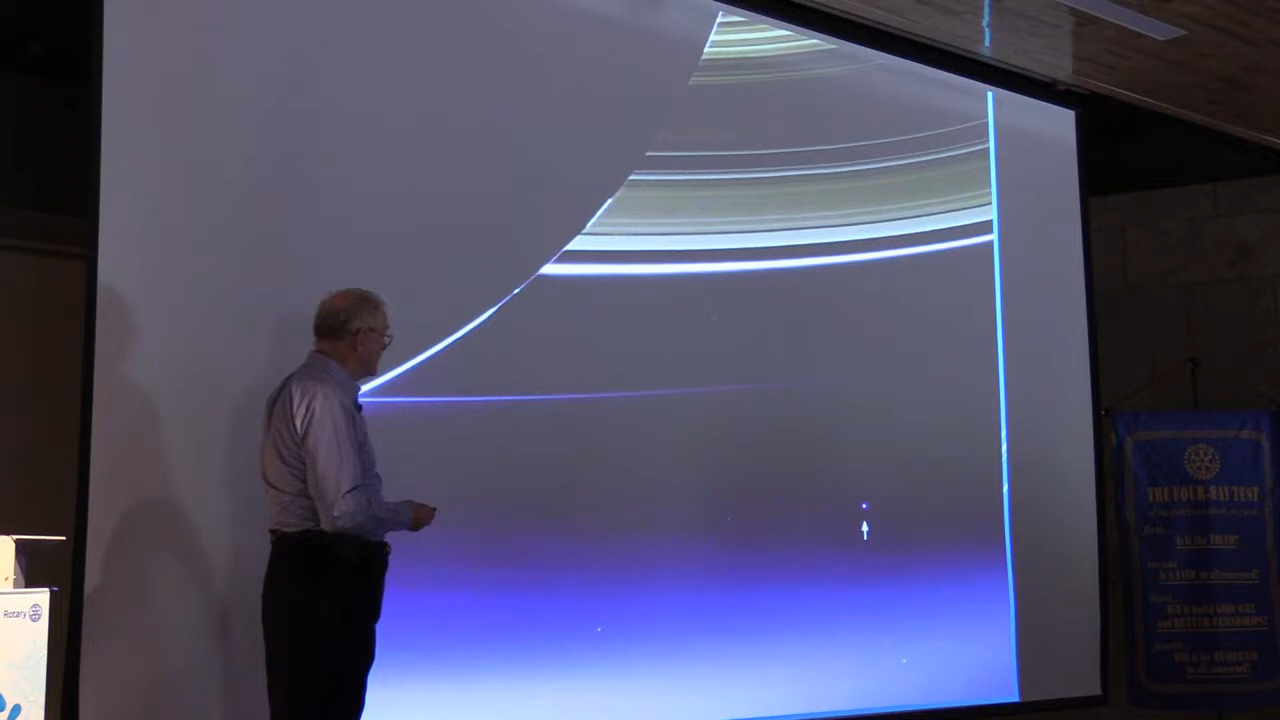 Rotary
THE FOUR-WAY TEST
Is it the TRUTH?
Is it FAIR to all concerned?
Will it build GOOD WILL
and BETTER FRIENDSHIPS?
Will it be BENEFICIAL
to all concerned?